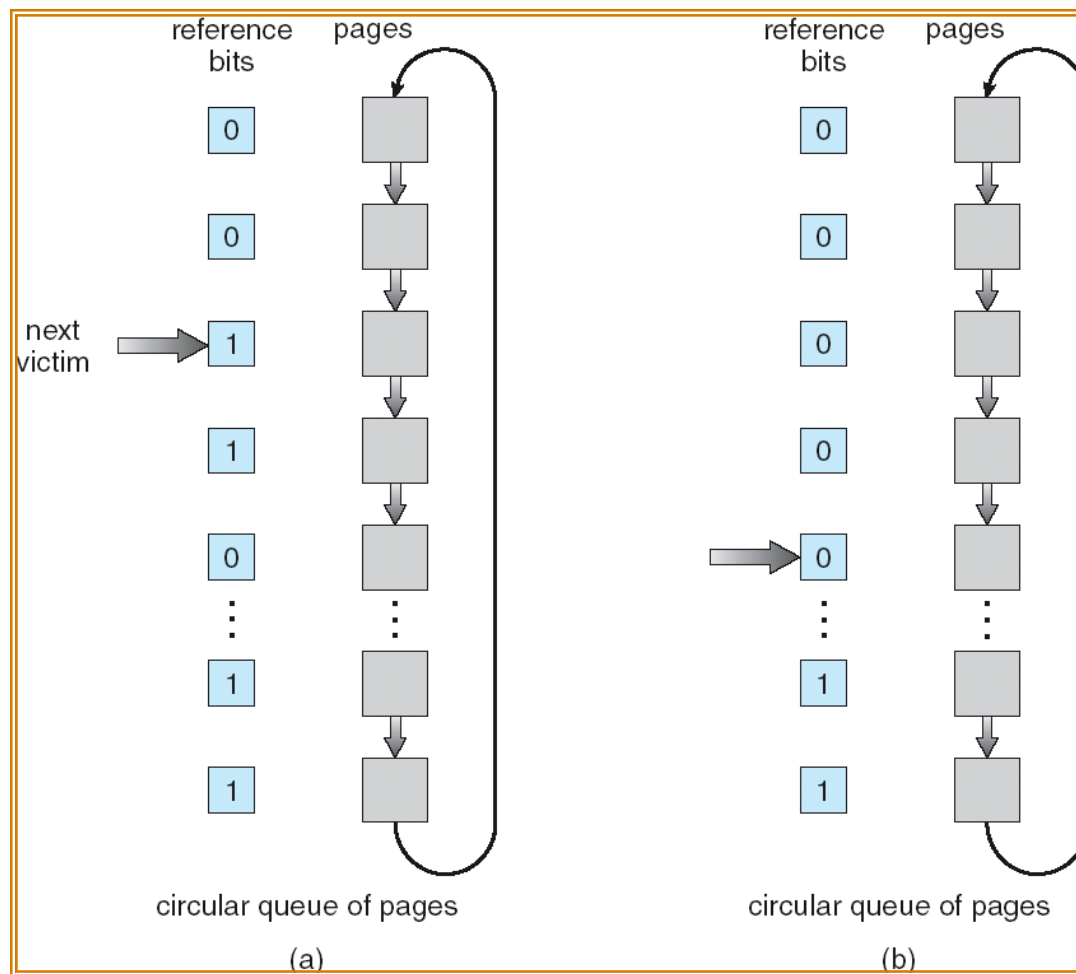 reference bits
pages
0
0
next victim
1
1
0
1
1
circular queue of pages
(a)
reference bits
pages
0
0
0
0
0
1
1
circular queue of pages
(b)